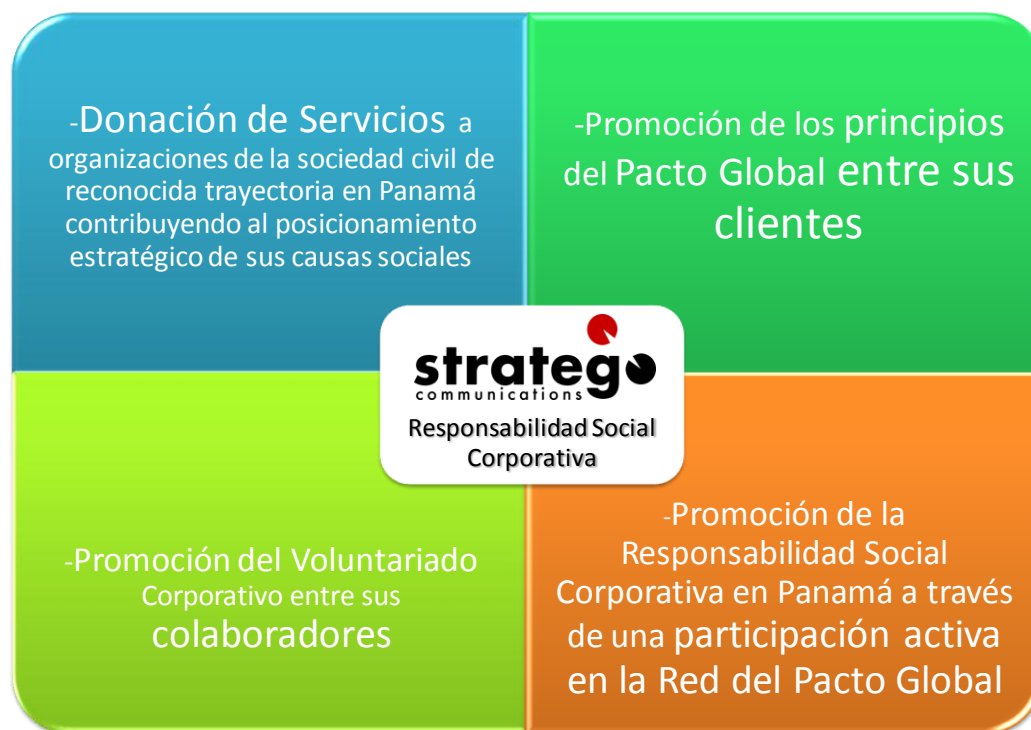 -Donación de Servicios a
organizaciones de la sociedad civil de
reconocida trayectoria en Panamá
contribuyendo al posicionamiento
estratégico de sus causas sociales
-Promoción de los principios
del Pacto Global entre sus
clientes
stratego
communications
Responsabilidad Social
Corporativa
-Promoción del Voluntariado
Corporativo entre sus
colaboradores
-Promoción de la
Responsabilidad Social
Corporativa en Panamá a través
de una participación activa
en la Red del Pacto Global